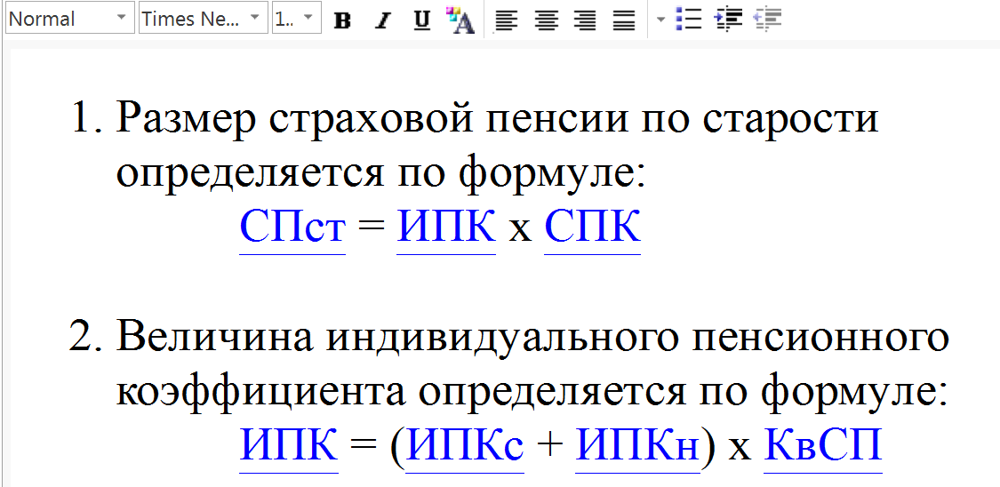 Normal Times Ne... 1.. B I U A
1. Размер страховой пенсии по старости
определяется по формуле:
СПст = ИПК х СПК
2. Величина индивидуального пенсионного
коэффициента определяется по формуле:
ИПК = (ИПКс + ИПКн) х КвСП